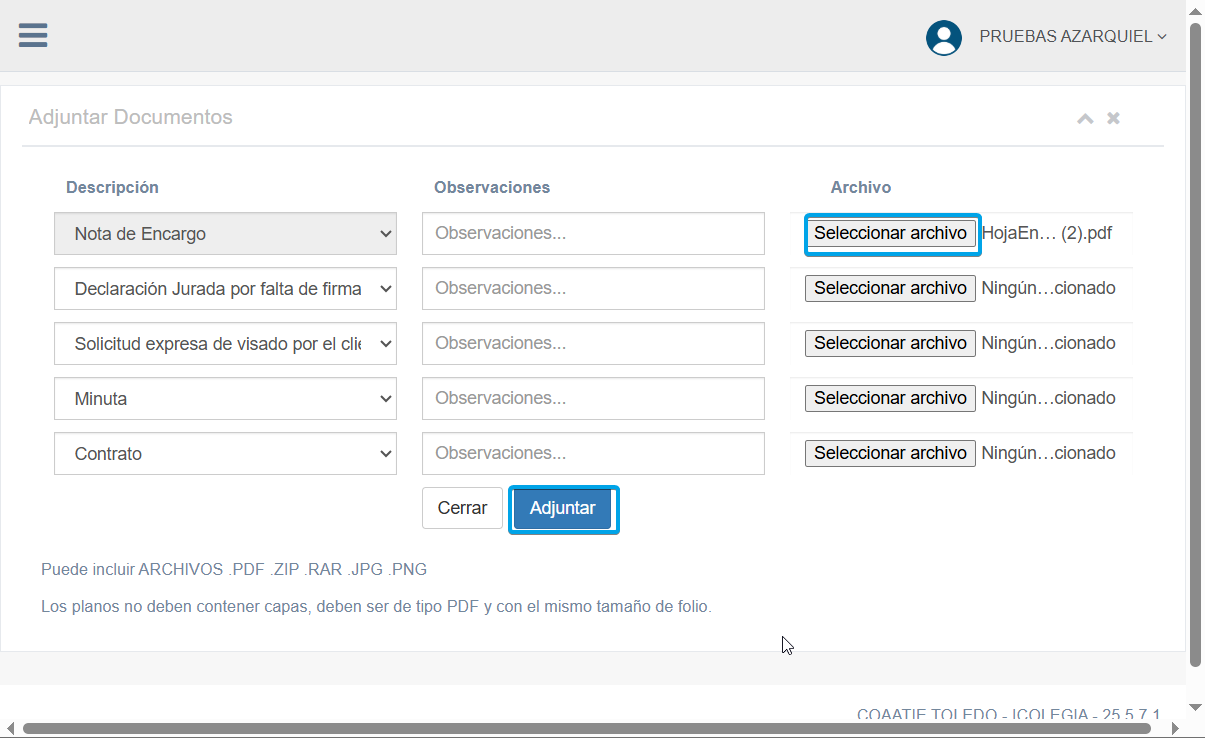 PRUEBAS AZARQUIEL
Adjuntar Documentos
Descripción Observaciones Archivo
Nota de Encargo Observaciones... Seleccionar archivo HojaEn… (2).pdf
Declaración Jurada por falta de firma Observaciones... Seleccionar archivo Ningún…cionado
Solicitud expresa de visado por el clie Observaciones... Seleccionar archivo Ningún…cionado
Minuta Observaciones... Seleccionar archivo Ningún…cionado
Contrato Observaciones... Seleccionar archivo Ningún…cionado
Cerrar Adjuntar
Puede incluir ARCHIVOS .PDF .ZIP .RAR .JPG .PNG
Los planos no deben contener capas, deben ser de tipo PDF y con el mismo tamaño de folio.
COAATIE TOLEDO - ICOLEGIA - 25.5.7.1